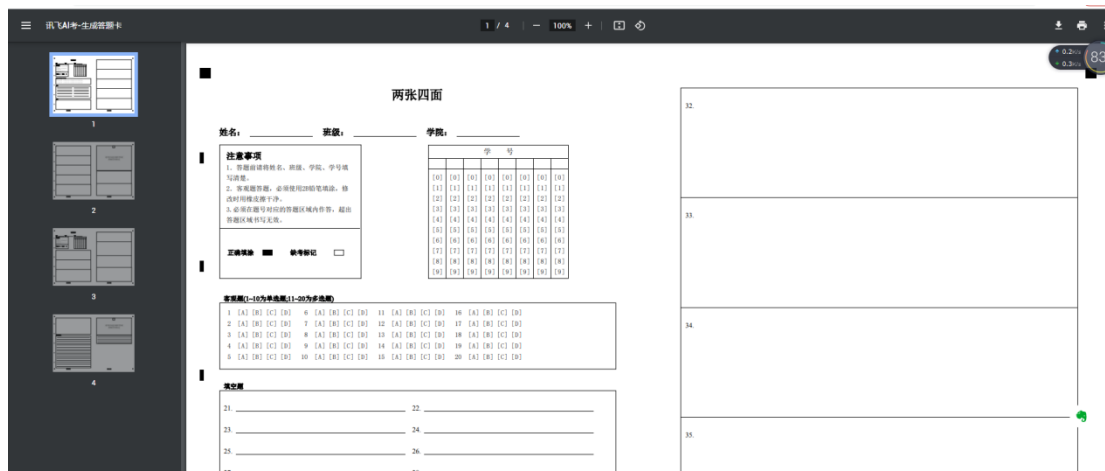 讯飞AI考-生成答题卡
1 / 4
100%
0.2K/s
0.3K/s
83
1
2
3
4
两张四面
姓名： 班级： 学院：
注意事项
1. 答题前请将姓名、班级、学院、学号填
写清楚。
2. 客观题答题，必须使用2B铅笔填涂，修
改时用橡皮擦干净。
3.必须在题号对应的答题区域内作答，超出
答题区域书写无效。
正确填涂 缺考标记
学 号
[0] [0] [0] [0] [0] [0] [0] [0]
[1] [1] [1] [1] [1] [1] [1] [1]
[2] [2] [2] [2] [2] [2] [2] [2]
[3] [3] [3] [3] [3] [3] [3] [3]
[4] [4] [4] [4] [4] [4] [4] [4]
[5] [5] [5] [5] [5] [5] [5] [5]
[6] [6] [6] [6] [6] [6] [6] [6]
[7] [7] [7] [7] [7] [7] [7] [7]
[8] [8] [8] [8] [8] [8] [8] [8]
[9] [9] [9] [9] [9] [9] [9] [9]
客观题(1~10为单选题;11~20为多选题)
1 [A] [B] [C] [D] 6 [A] [B] [C] [D] 11 [A] [B] [C] [D] 16 [A] [B] [C] [D]
2 [A] [B] [C] [D] 7 [A] [B] [C] [D] 12 [A] [B] [C] [D] 17 [A] [B] [C] [D]
3 [A] [B] [C] [D] 8 [A] [B] [C] [D] 13 [A] [B] [C] [D] 18 [A] [B] [C] [D]
4 [A] [B] [C] [D] 9 [A] [B] [C] [D] 14 [A] [B] [C] [D] 19 [A] [B] [C] [D]
5 [A] [B] [C] [D] 10 [A] [B] [C] [D] 15 [A] [B] [C] [D] 20 [A] [B] [C] [D]
填空题
21. 22.
23. 24.
25. 26.
32.
33.
34.
35.